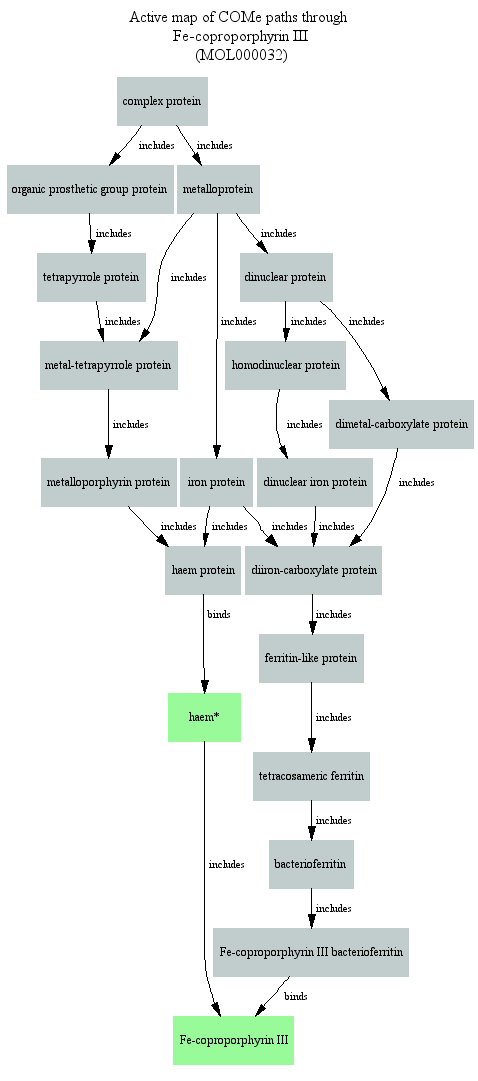 Active map of COMe paths through
Fe-coproporphyrin III
(MOL000032)
complex protein
includes includes
organic prosthetic group protein metalloprotein
includes includes
tetrapyrrole protein dinuclear protein
includes
includes includes includes includes
metal-tetrapyrrole protein homodinuclear protein
dimetal-carboxylate protein
includes includes
metalloporphyrin protein iron protein dinuclear iron protein includes
includes includes includes includes
haem protein diiron-carboxylate protein
binds includes
ferritin-like protein
haem* includes
tetracosameric ferritin
includes
includes bacterioferritin
includes
Fe-coproporphyrin III bacterioferritin
binds
Fe-coproporphyrin III